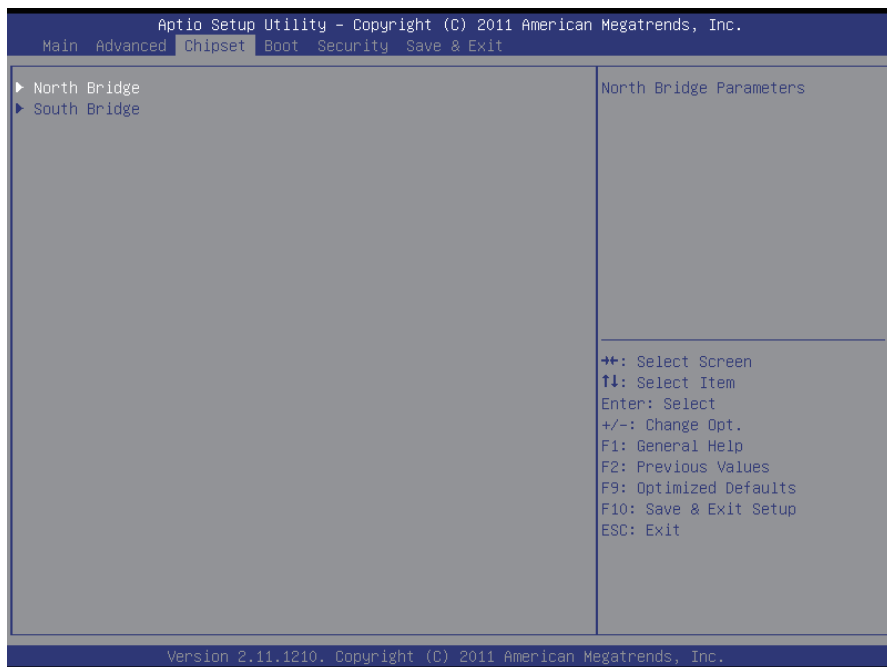 Aptio Setup Utility – Copyright (C) 2011 American Megatrends, Inc.
Main Advanced Chipset Boot Security Save & Exit
▶ North Bridge
▶ South Bridge
North Bridge Parameters
→←: Select Screen
↑↓: Select Item
Enter: Select
+/-: Change Opt.
F1: General Help
F2: Previous Values
F9: Optimized Defaults
F10: Save & Exit Setup
ESC: Exit
Version 2.11.1210. Copyright (C) 2011 American Megatrends, Inc.